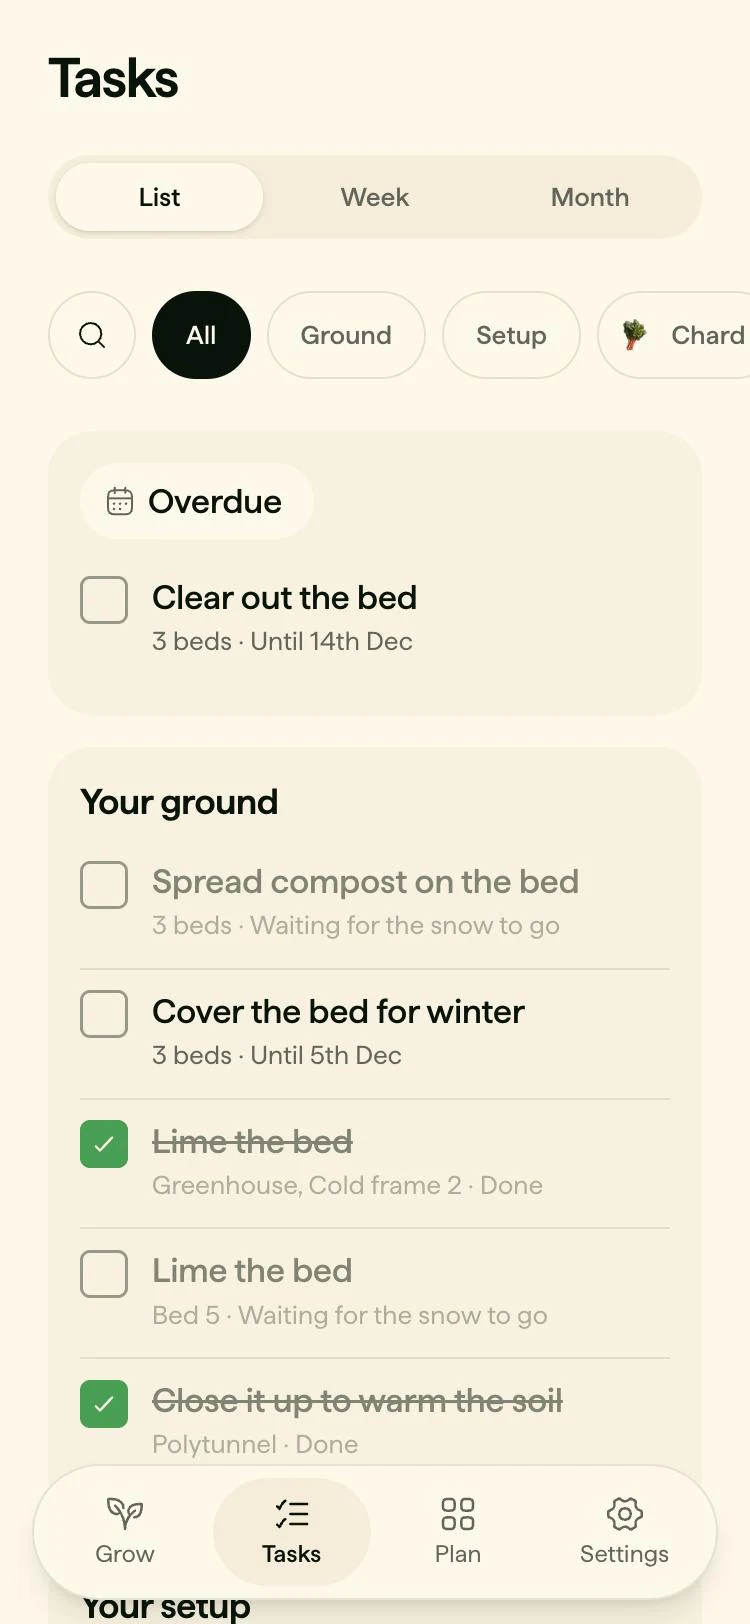 Tasks
List Week Month
All Ground Setup Chard
Overdue
Clear out the bed
3 beds · Until 14th Dec
Your ground
Spread compost on the bed
3 beds · Waiting for the snow to go
Cover the bed for winter
3 beds · Until 5th Dec
Lime the bed
Greenhouse, Cold frame 2 · Done
Lime the bed
Bed 5 · Waiting for the snow to go
Close it up to warm the soil
Polytunnel · Done
Grow Tasks Plan Settings
Your setup